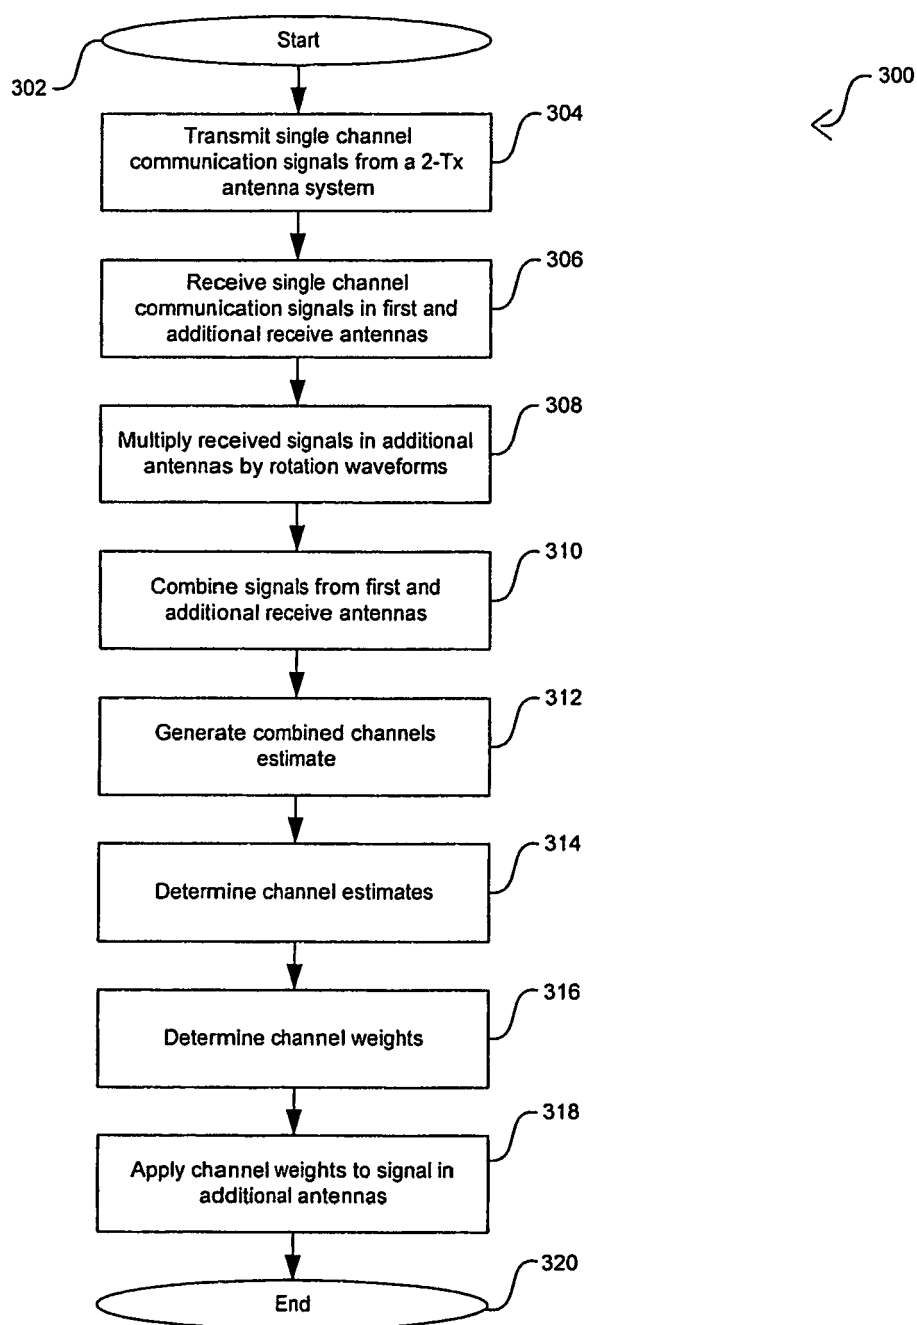 Start
302
300
304
Transmit single channel
communication signals from a 2-Tx
antenna system
306
Receive single channel
communication signals in first and
additional receive antennas
308
Multiply received signals in additional
antennas by rotation waveforms
310
Combine signals from first and
additional receive antennas
312
Generate combined channels
estimate
314
Determine channel estimates
316
Determine channel weights
318
Apply channel weights to signal in
additional antennas
320
End